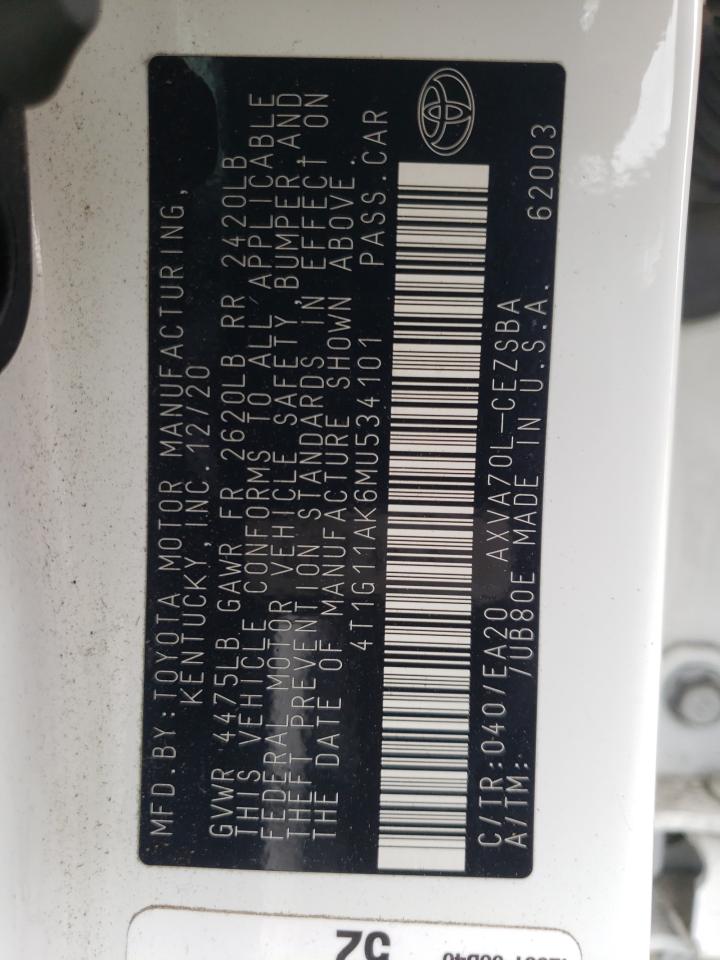 MFD.BY:TOYOTA MOTOR MANUFACTURING,
KENTUCKY,INC. 12/20
GVWR 4475LB GAWR FR 2620LB RR 2420LB
THIS VEHICLE CONFORMS TO ALL APPLICABLE
FEDERAL MOTOR VEHICLE SAFETY,BUMPER,AND
THEFT PREVENTION STANDARDS IN EFFECT ON
THE DATE OF MANUFACTURE SHOWN ABOVE.
4T1G11AK6MU534101 PASS.CAR
C/TR:040/EA20 AXVA70L-CEZSBA 62003
A/TM:- /UB80E MADE IN U.S.A.
52